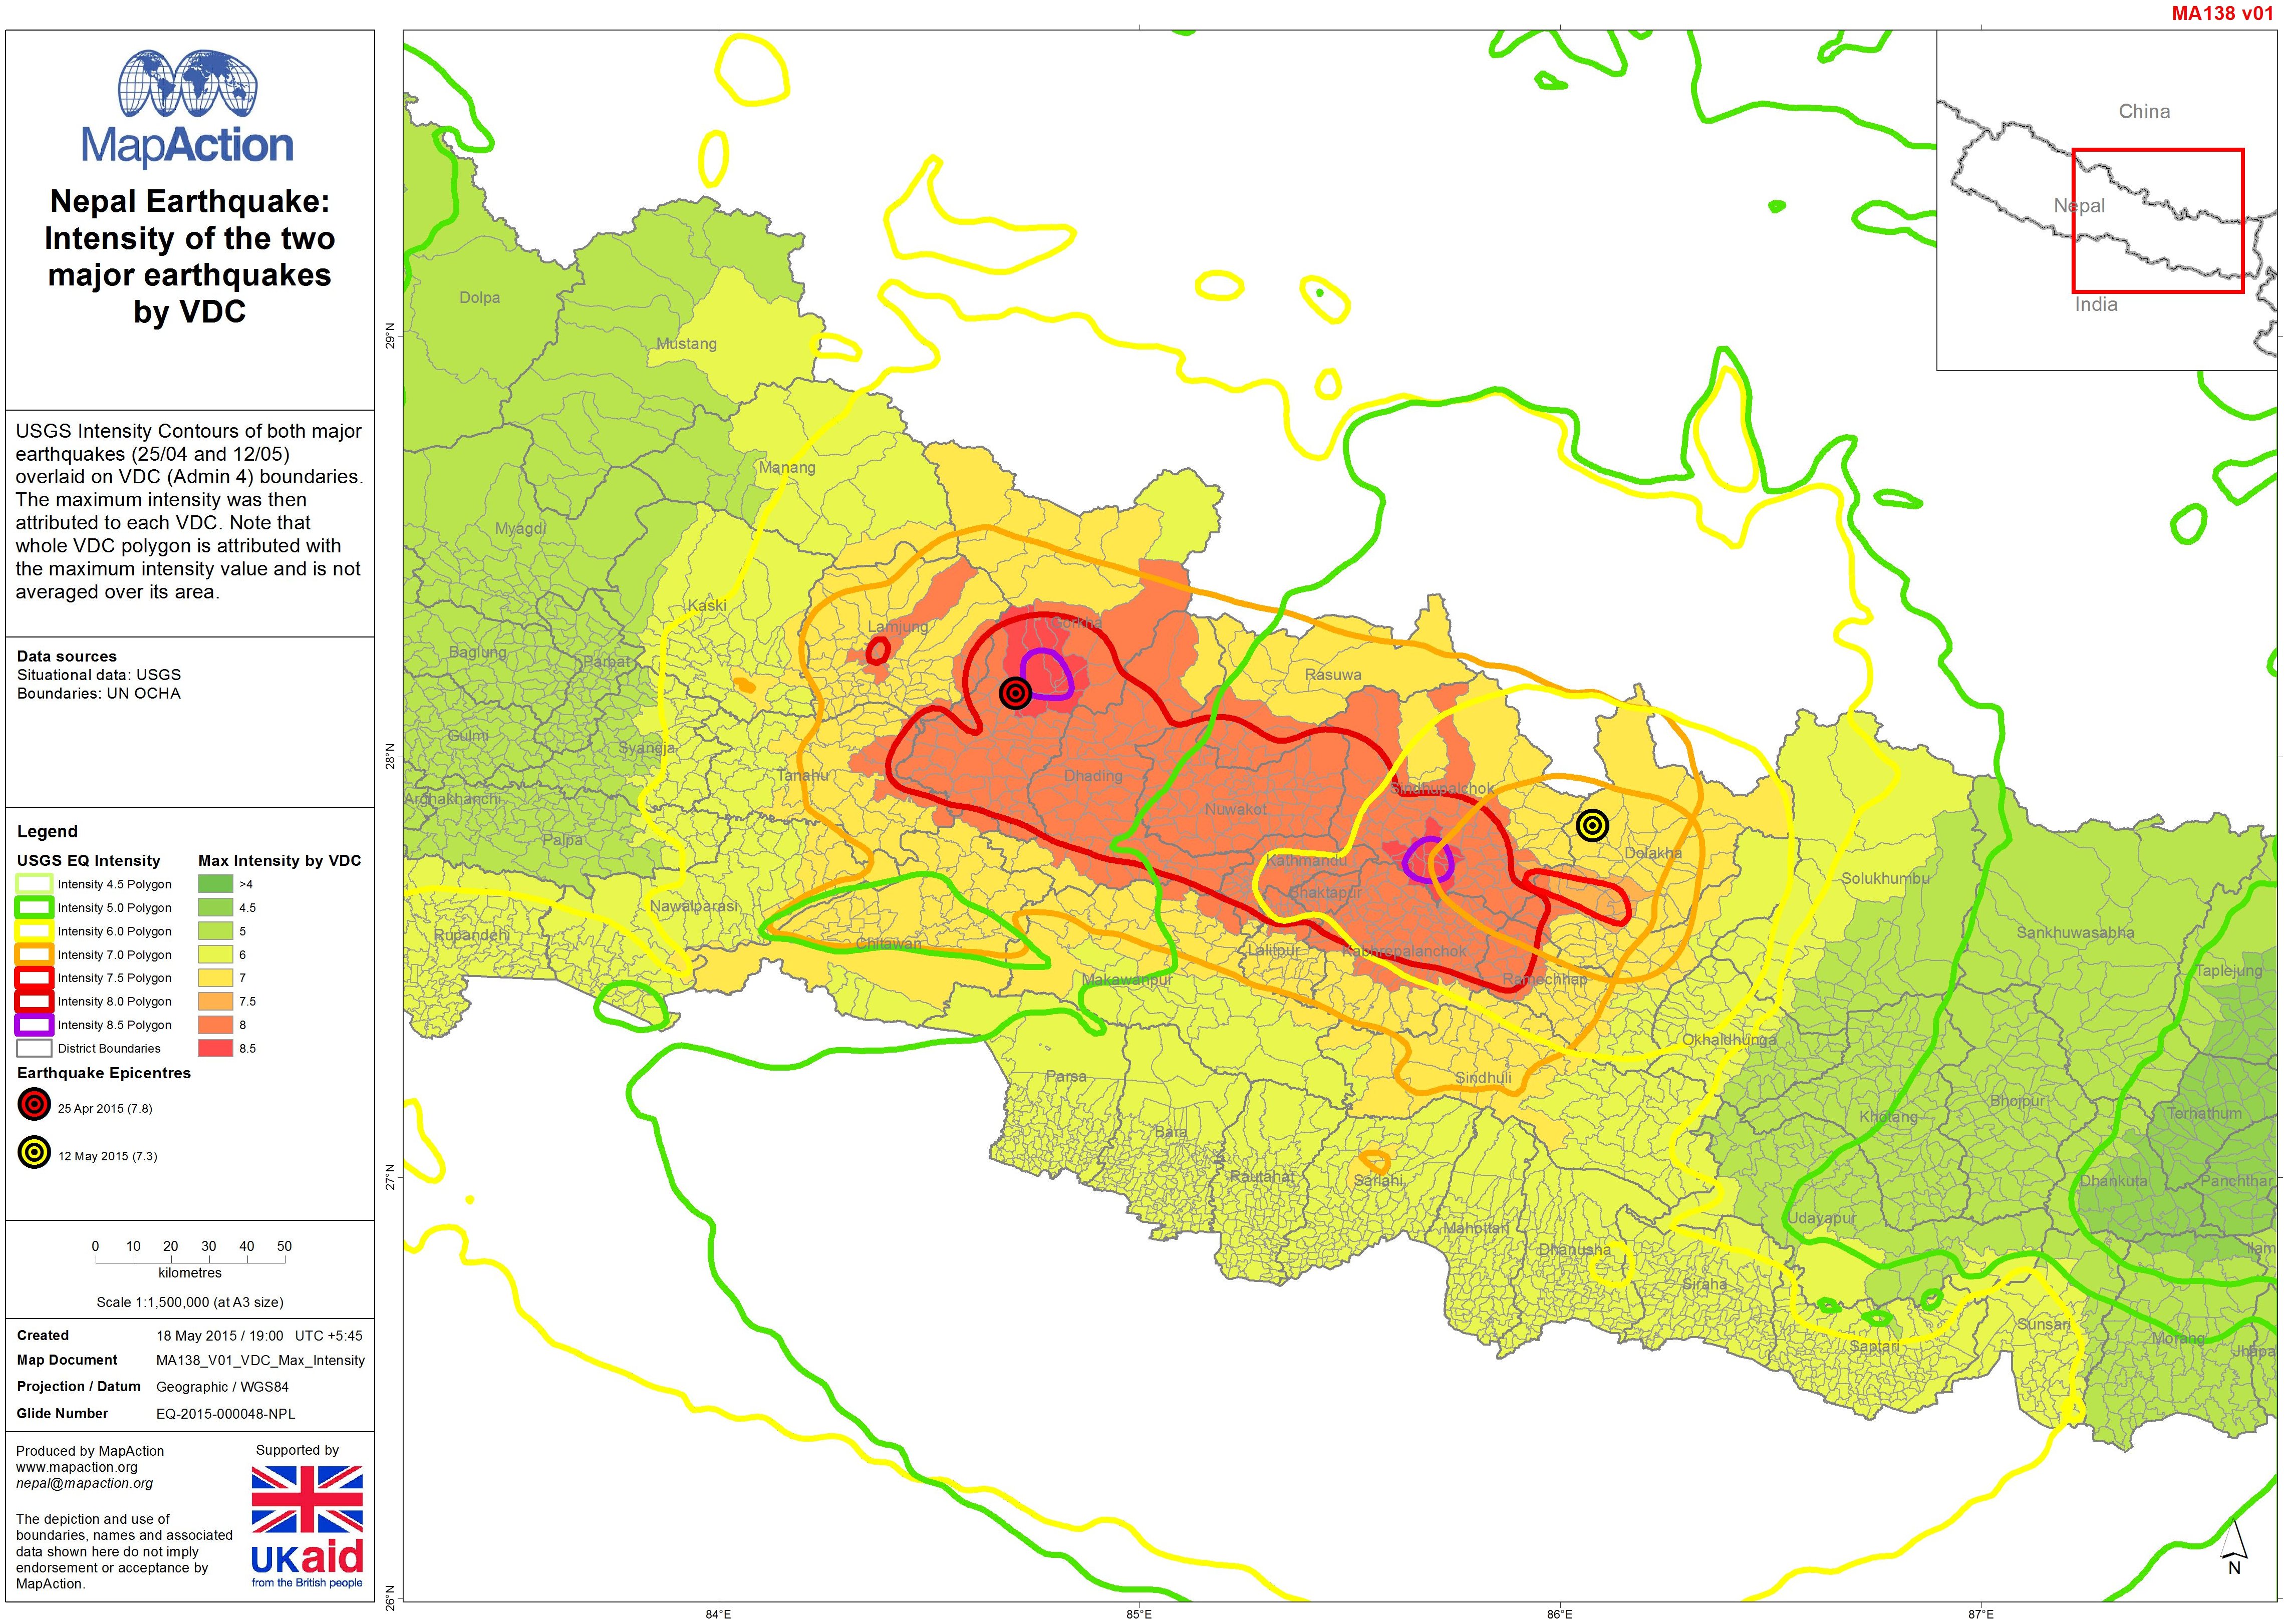 MA138 v01
MapAction
Nepal Earthquake:
Intensity of the two
major earthquakes
by VDC
USGS Intensity Contours of both major
earthquakes (25/04 and 12/05)
overlaid on VDC (Admin 4) boundaries.
The maximum intensity was then
attributed to each VDC. Note that
whole VDC polygon is attributed with
the maximum intensity value and is not
averaged over its area.
Data sources
Situational data: USGS
Boundaries: UN OCHA
Legend
USGS EQ Intensity
Intensity 4.5 Polygon
Intensity 5.0 Polygon
Intensity 6.0 Polygon
Intensity 7.0 Polygon
Intensity 7.5 Polygon
Intensity 8.0 Polygon
Intensity 8.5 Polygon
District Boundaries
Max Intensity by VDC
>4
4.5
5
6
7
7.5
8
8.5
Earthquake Epicentres
25 Apr 2015 (7.8)
12 May 2015 (7.3)
0 10 20 30 40 50
kilometres
Scale 1:1,500,000 (at A3 size)
Created 18 May 2015 / 19:00 UTC +5:45
Map Document MA138_V01_VDC_Max_Intensity
Projection / Datum Geographic / WGS84
Glide Number EQ-2015-000048-NPL
Produced by MapAction
www.mapaction.org
nepal@mapaction.org
The depiction and use of
boundaries, names and associated
data shown here do not imply
endorsement or acceptance by
MapAction.
Supported by
UKaid
from the British people
China
Nepal
India
Dolpa
Mustang
Manang
Myagdi
Kaski
Lamjung
Gorkha
Baglung
Parbat
Rasuwa
Gulmi
Syangja
Tanahu
Dhading
Sindhupalchok
Arghakhanchi
Nuwakot
Palpa
Kathmandu
Dolakha
Bhaktapur
Solukhumbu
Nawalparasi
Rupandehi
Chitawan
Lalitpur
Kabhrepalanchok
Sankhuwasabha
Makawanpur
Ramechhap
Taplejung
Okhaldhunga
Parsa
Sindhuli
Bhojpur
Khotang
Terhathum
Bara
Rautahat
Sarlahi
Dhankuta
Panchthar
Mahottari
Udayapur
Dhanusha
Ilam
Siraha
Sunsari
Saptari
Morang
Jhapa
29°N
28°N
27°N
26°N
84°E
85°E
86°E
87°E
N